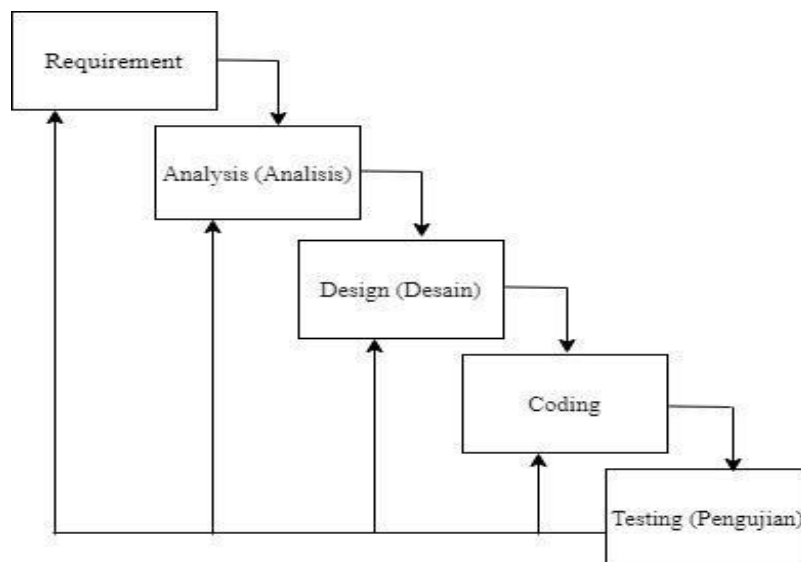 Requirement
Analysis (Analisis)
Design (Desain)
Coding
Testing (Pengujian)